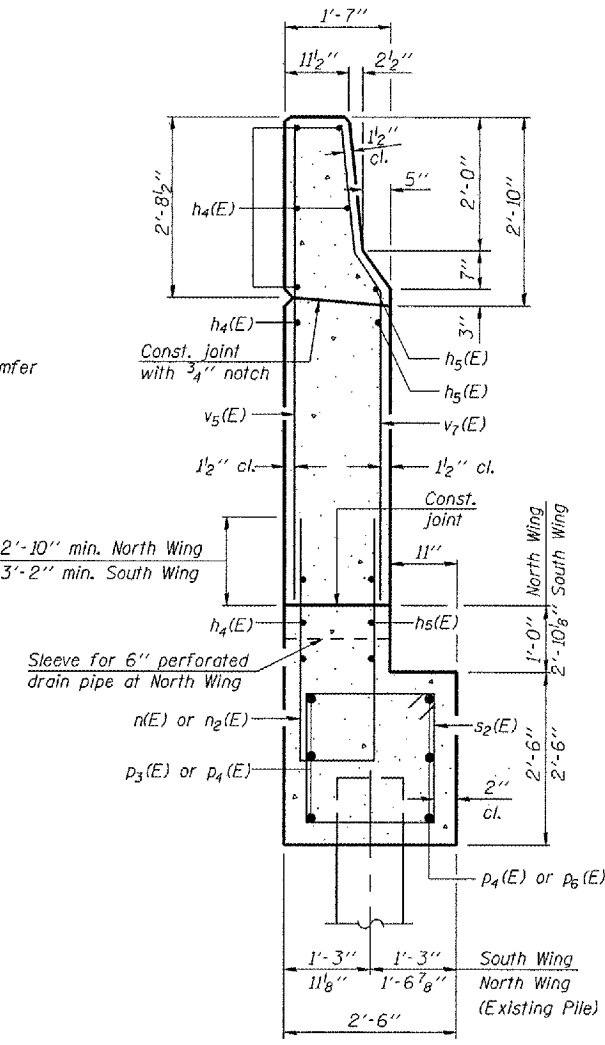 1'-7"
11½" 2½"
1½"
cl.
5"
2'-8½"
2'-0"
2'-10"
h4(E)
7"
3"
h4(E)
Const. joint
with ¾" notch
h5(E)
h5(E)
mfer
v5(E)
v7(E)
1½" cl.
1½" cl.
Const.
joint
2'-10" min. North Wing
3'-2" min. South Wing
11"
1'-0" North Wing
2'-10⅛" South Wing
h4(E)
h5(E)
Sleeve for 6" perforated
drain pipe at North Wing
n(E) or n2(E)
s2(E)
p3(E) or p4(E)
2'-6"
2'-6"
2"
cl.
p4(E) or p6(E)
1'-3" 1'-3" South Wing
11⅛" 1'-6⅞" North Wing
(Existing Pile)
2'-6"